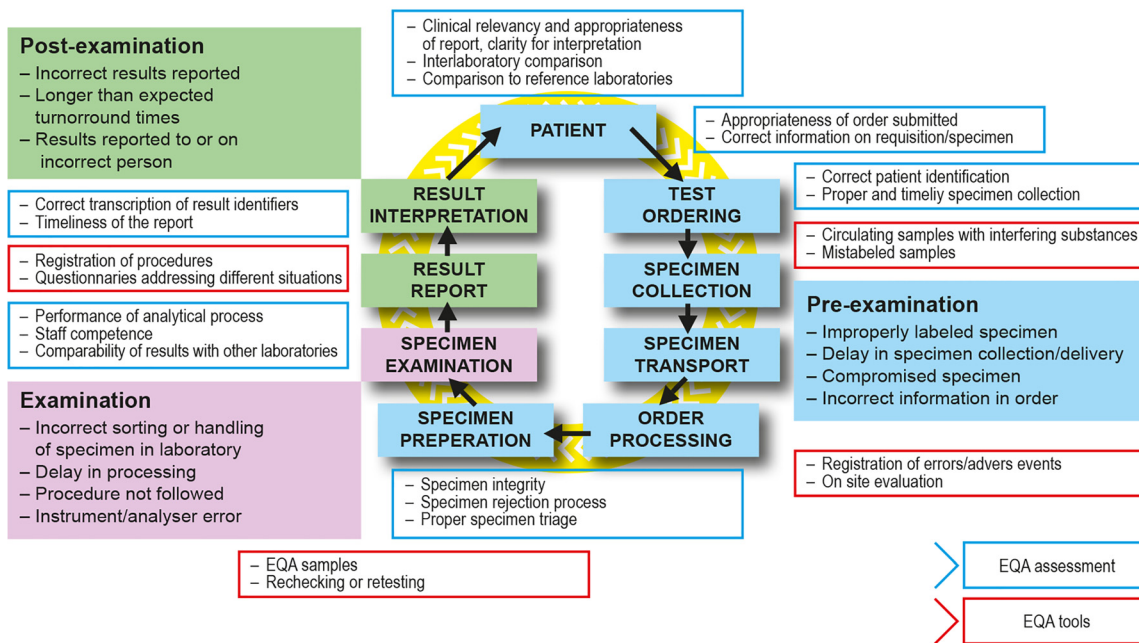 Post-examination
– Incorrect results reported
– Longer than expected
turnorround times
– Results reported to or on
incorrect person
– Clinical relevancy and appropriateness
of report, clarity for interpretation
– Interlaboratory comparison
– Comparison to reference laboratories
PATIENT
– Appropriateness of order submitted
– Correct information on requisition/specimen
– Correct transcription of result identifiers
– Timeliness of the report
RESULT
INTERPRETATION
TEST
ORDERING
– Correct patient identification
– Proper and timeliy specimen collection
– Registration of procedures
– Questionnaries addressing different situations
RESULT
REPORT
SPECIMEN
COLLECTION
– Circulating samples with interfering substances
– Mistabeled samples
– Performance of analytical process
– Staff competence
– Comparability of results with other laboratories
SPECIMEN
EXAMINATION
SPECIMEN
TRANSPORT
Pre-examination
– Improperly labeled specimen
– Delay in specimen collection/delivery
– Compromised specimen
– Incorrect information in order
Examination
– Incorrect sorting or handling
of specimen in laboratory
– Delay in processing
– Procedure not followed
– Instrument/analyser error
SPECIMEN
PREPARATION
ORDER
PROCESSING
– Specimen integrity
– Specimen rejection process
– Proper specimen triage
– Registration of errors/advers events
– On site evaluation
– EQA samples
– Rechecking or retesting
EQA assessment
EQA tools